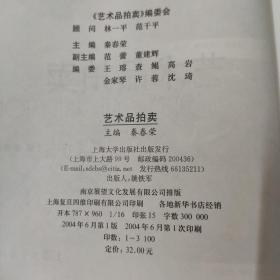 《艺术品拍卖》编委会
顾 问 林一平 范干平
主 编 秦春荣
副主编 范蕾 董建辉
编 委 王瑢 查蝇 高岩
金家琴 许蓉 沈琦
艺术品拍卖
主编 秦春荣
上海大学出版社出版发行
(上海市上大路99号 邮政编码200436)
(E-mail: sdcbs@citiz.net 发行热线66135211)
出版人:姚铁军
南京展望文化发展有限公司排版
上海复旦四维印刷有限公司印刷 各地新华书店经销
开本787×960 1/16 印张15 字数300 000
2004年6月第1版 2004年6月第1次印刷
印数:1~3 100
定价:32.00元